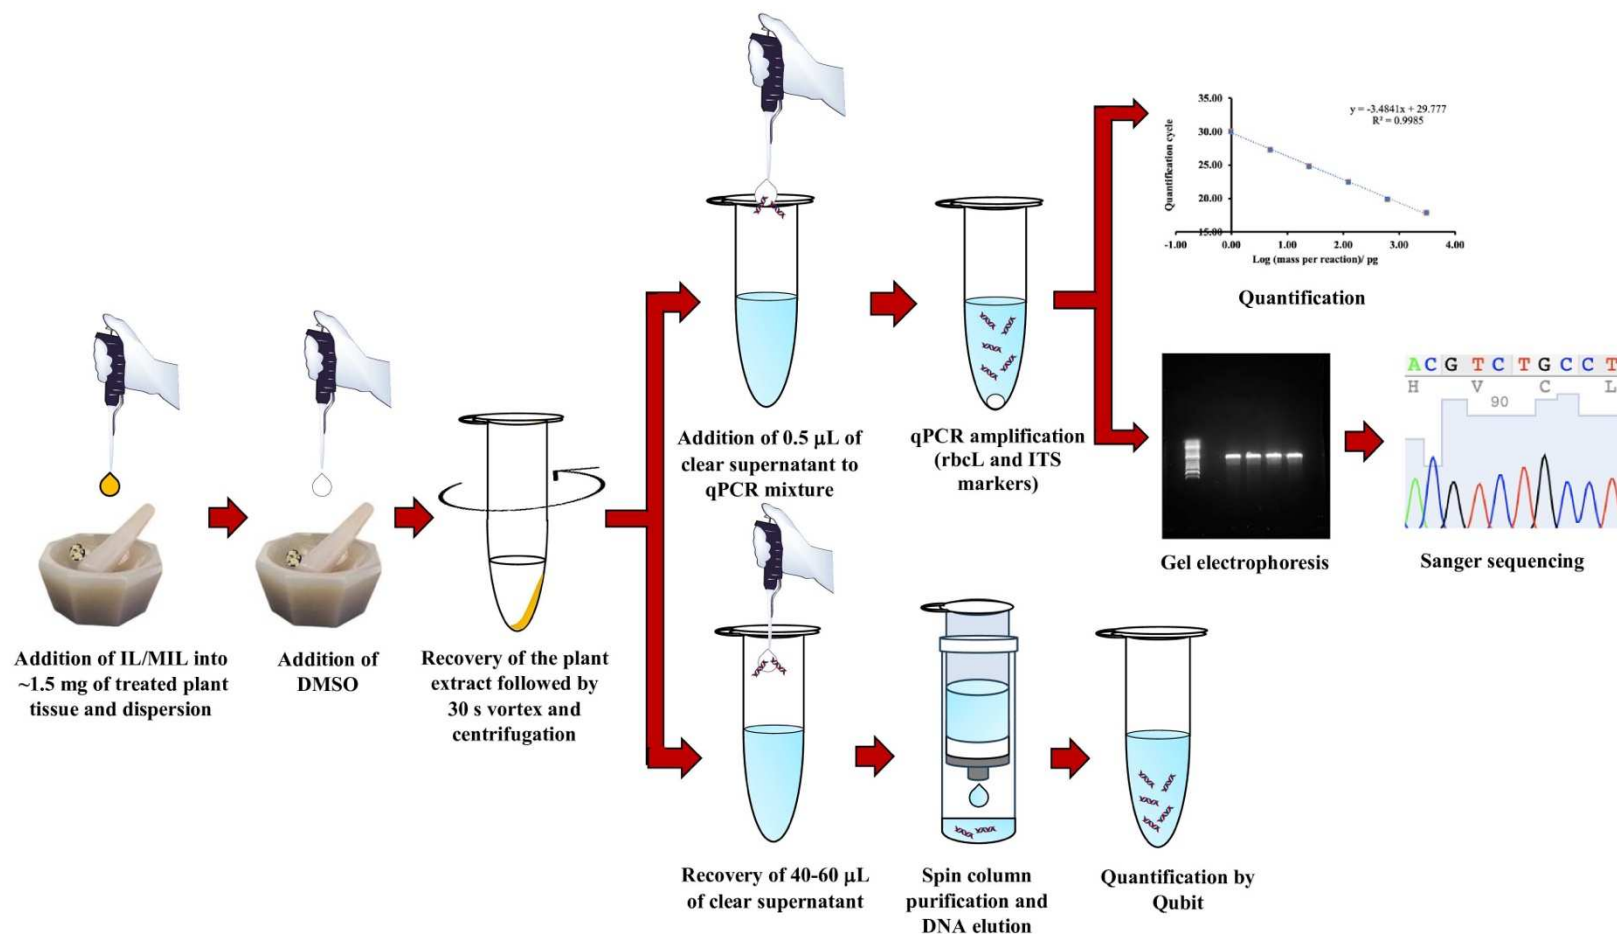 Addition of IL/MIL into
~1.5 mg of treated plant
tissue and dispersion
Addition of
DMSO
Recovery of the plant
extract followed by
30 s vortex and
centrifugation
Addition of 0.5 µL of
clear supernatant to
qPCR mixture
qPCR amplification
(rbcL and ITS
markers)
35.00
30.00
25.00
20.00
15.00
Quantification cycle
y = -3.4841x + 29.777
R² = 0.9985
-1.00 0.00 1.00 2.00 3.00 4.00
Log (mass per reaction)/ pg
Quantification
Gel electrophoresis
A C G T C T G C C T
H V C L
90
Sanger sequencing
Recovery of 40-60 µL
of clear supernatant
Spin column
purification and
DNA elution
Quantification by
Qubit